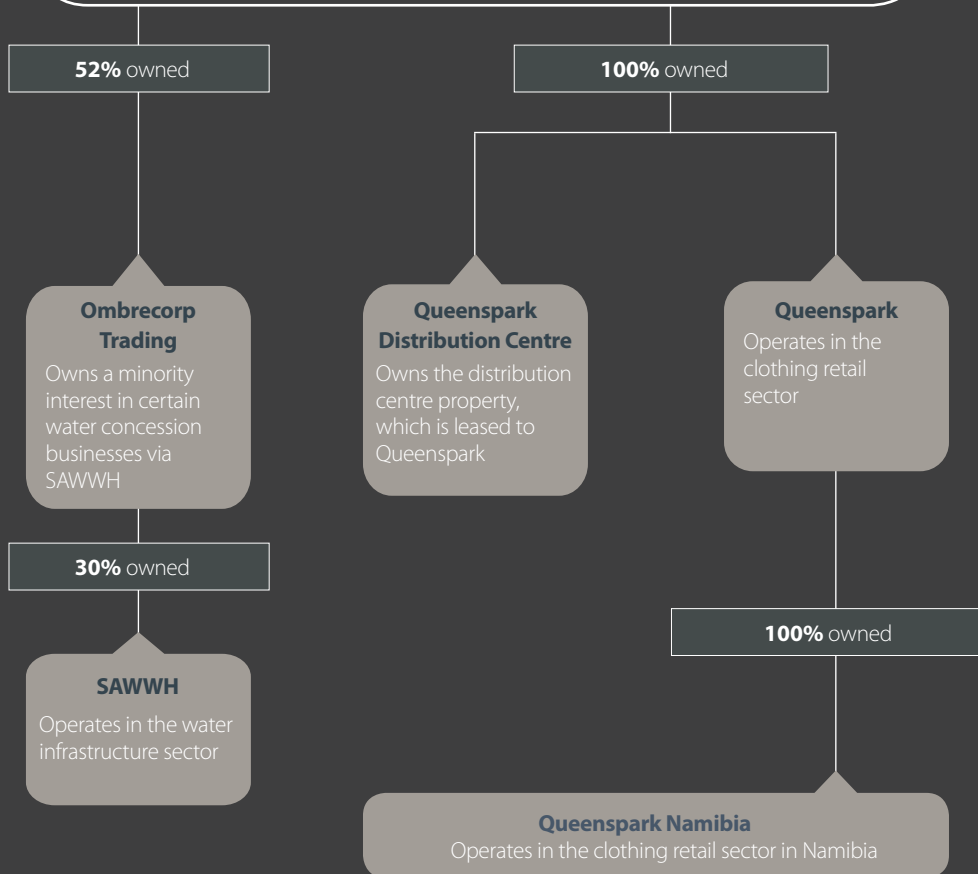 52% owned
100% owned
Ombrecorp
Trading
Owns a minority
interest in certain
water concession
businesses via
SAWWH
Queenspark
Distribution Centre
Owns the distribution
centre property,
which is leased to
Queenspark
Queenspark
Operates in the
clothing retail
sector
30% owned
100% owned
SAWWH
Operates in the water
infrastructure sector
Queenspark Namibia
Operates in the clothing retail sector in Namibia